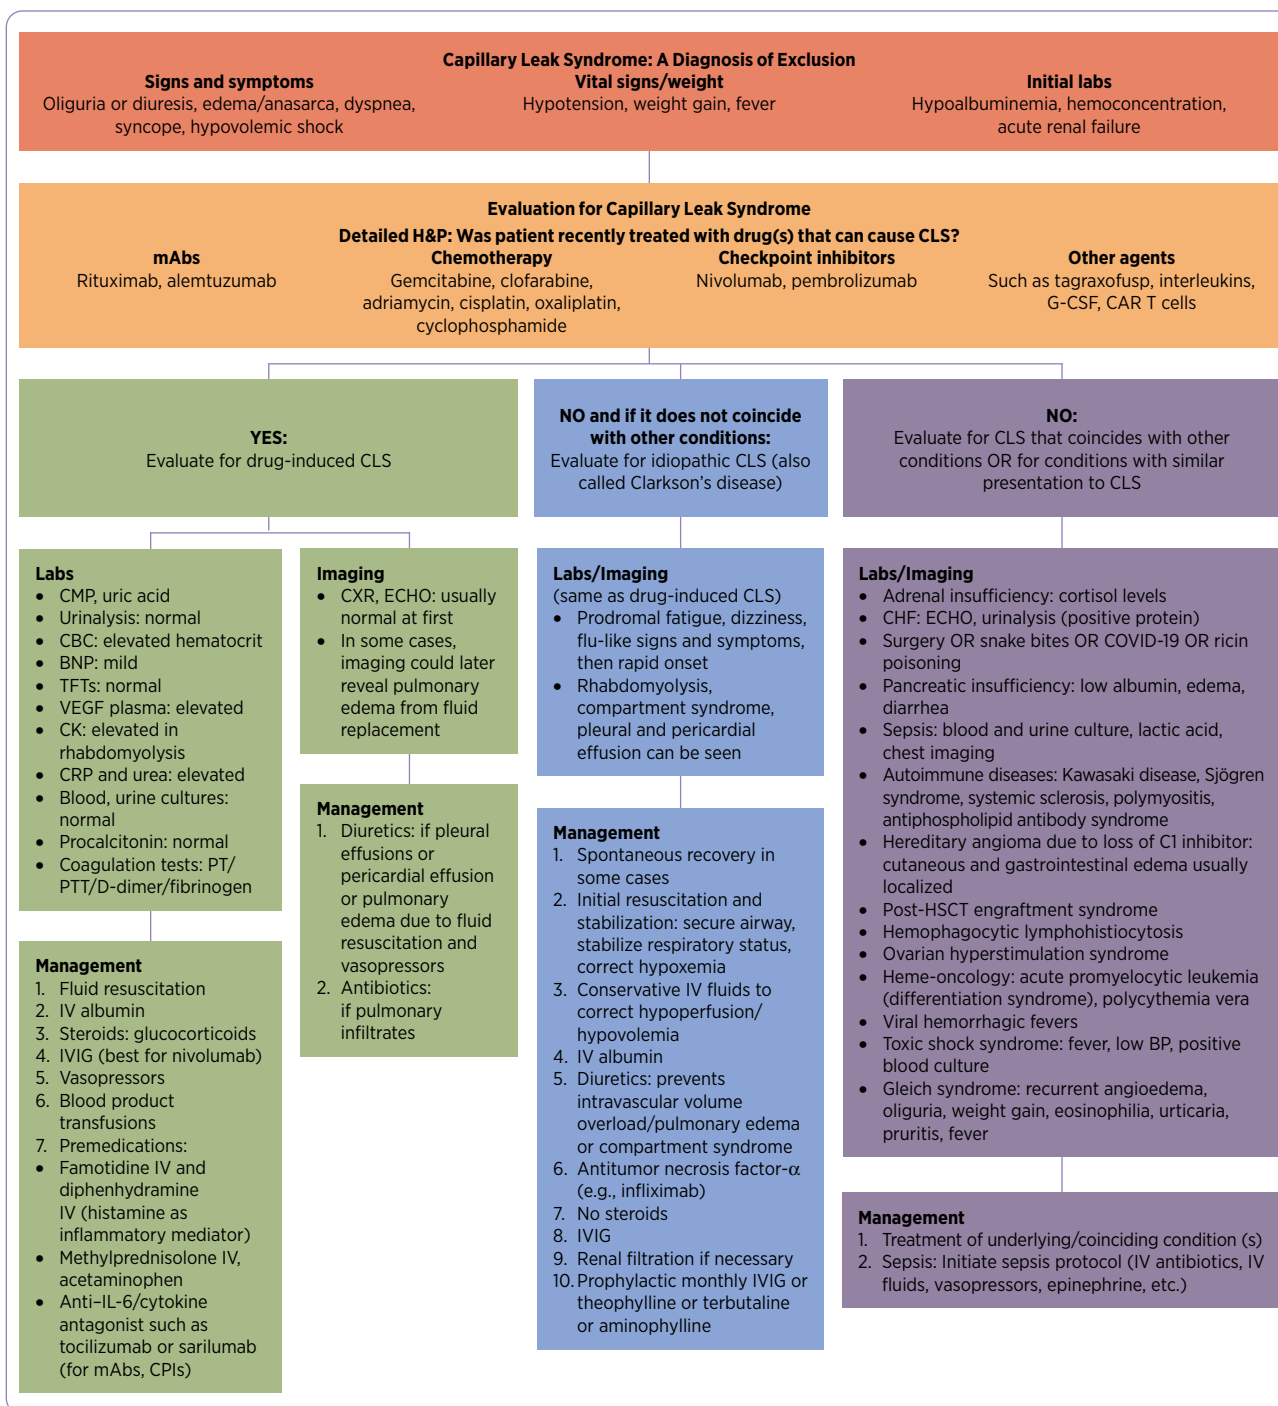 Capillary Leak Syndrome: A Diagnosis of Exclusion
Signs and symptoms
Oliguria or diuresis, edema/anasarca, dyspnea,
syncope, hypovolemic shock
Vital signs/weight
Hypotension, weight gain, fever
Initial labs
Hypoalbuminemia, hemoconcentration,
acute renal failure
Evaluation for Capillary Leak Syndrome
Detailed H&P: Was patient recently treated with drug(s) that can cause CLS?
mAbs
Rituximab, alemtuzumab
Chemotherapy
Gemcitabine, clofarabine,
adriamycin, cisplatin, oxaliplatin,
cyclophosphamide
Checkpoint inhibitors
Nivolumab, pembrolizumab
Other agents
Such as tagraxofusp, interleukins,
G-CSF, CAR T cells
YES:
Evaluate for drug-induced CLS
Labs
• CMP, uric acid
• Urinalysis: normal
• CBC: elevated hematocrit
• BNP: mild
• TFTs: normal
• VEGF plasma: elevated
• CK: elevated in
rhabdomyolysis
• CRP and urea: elevated
• Blood, urine cultures:
normal
• Procalcitonin: normal
• Coagulation tests: PT/
PTT/D-dimer/fibrinogen
Management
1. Fluid resuscitation
2. IV albumin
3. Steroids: glucocorticoids
4. IVIG (best for nivolumab)
5. Vasopressors
6. Blood product
transfusions
7. Premedications:
• Famotidine IV and
diphenhydramine
IV (histamine as
inflammatory mediator)
• Methylprednisolone IV,
acetaminophen
• Anti–IL-6/cytokine
antagonist such as
tocilizumab or sarilumab
(for mAbs, CPIs)
Imaging
• CXR, ECHO: usually
normal at first
• In some cases,
imaging could later
reveal pulmonary
edema from fluid
replacement
Management
1. Diuretics: if pleural
effusions or
pericardial effusion
or pulmonary
edema due to fluid
resuscitation and
vasopressors
2. Antibiotics:
if pulmonary
infiltrates
NO and if it does not coincide
with other conditions:
Evaluate for idiopathic CLS (also
called Clarkson's disease)
Labs/Imaging
(same as drug-induced CLS)
• Prodromal fatigue, dizziness,
flu-like signs and symptoms,
then rapid onset
• Rhabdomyolysis,
compartment syndrome,
pleural and pericardial
effusion can be seen
Management
1. Spontaneous recovery in
some cases
2. Initial resuscitation and
stabilization: secure airway,
stabilize respiratory status,
correct hypoxemia
3. Conservative IV fluids to
correct hypoperfusion/
hypovolemia
4. IV albumin
5. Diuretics: prevents
intravascular volume
overload/pulmonary edema
or compartment syndrome
6. Antitumor necrosis factor-α
(e.g., infliximab)
7. No steroids
8. IVIG
9. Renal filtration if necessary
10. Prophylactic monthly IVIG or
theophylline or terbutaline
or aminophylline
NO:
Evaluate for CLS that coincides with other
conditions OR for conditions with similar
presentation to CLS
Labs/Imaging
• Adrenal insufficiency: cortisol levels
• CHF: ECHO, urinalysis (positive protein)
• Surgery OR snake bites OR COVID-19 OR ricin
poisoning
• Pancreatic insufficiency: low albumin, edema,
diarrhea
• Sepsis: blood and urine culture, lactic acid,
chest imaging
• Autoimmune diseases: Kawasaki disease, Sjögren
syndrome, systemic sclerosis, polymyositis,
antiphospholipid antibody syndrome
• Hereditary angioma due to loss of C1 inhibitor:
cutaneous and gastrointestinal edema usually
localized
• Post-HSCT engraftment syndrome
• Hemophagocytic lymphohistiocytosis
• Ovarian hyperstimulation syndrome
• Heme-oncology: acute promyelocytic leukemia
(differentiation syndrome), polycythemia vera
• Viral hemorrhagic fevers
• Toxic shock syndrome: fever, low BP, positive
blood culture
• Gleich syndrome: recurrent angioedema,
oliguria, weight gain, eosinophilia, urticaria,
pruritis, fever
Management
1. Treatment of underlying/coinciding condition (s)
2. Sepsis: Initiate sepsis protocol (IV antibiotics, IV
fluids, vasopressors, epinephrine, etc.)